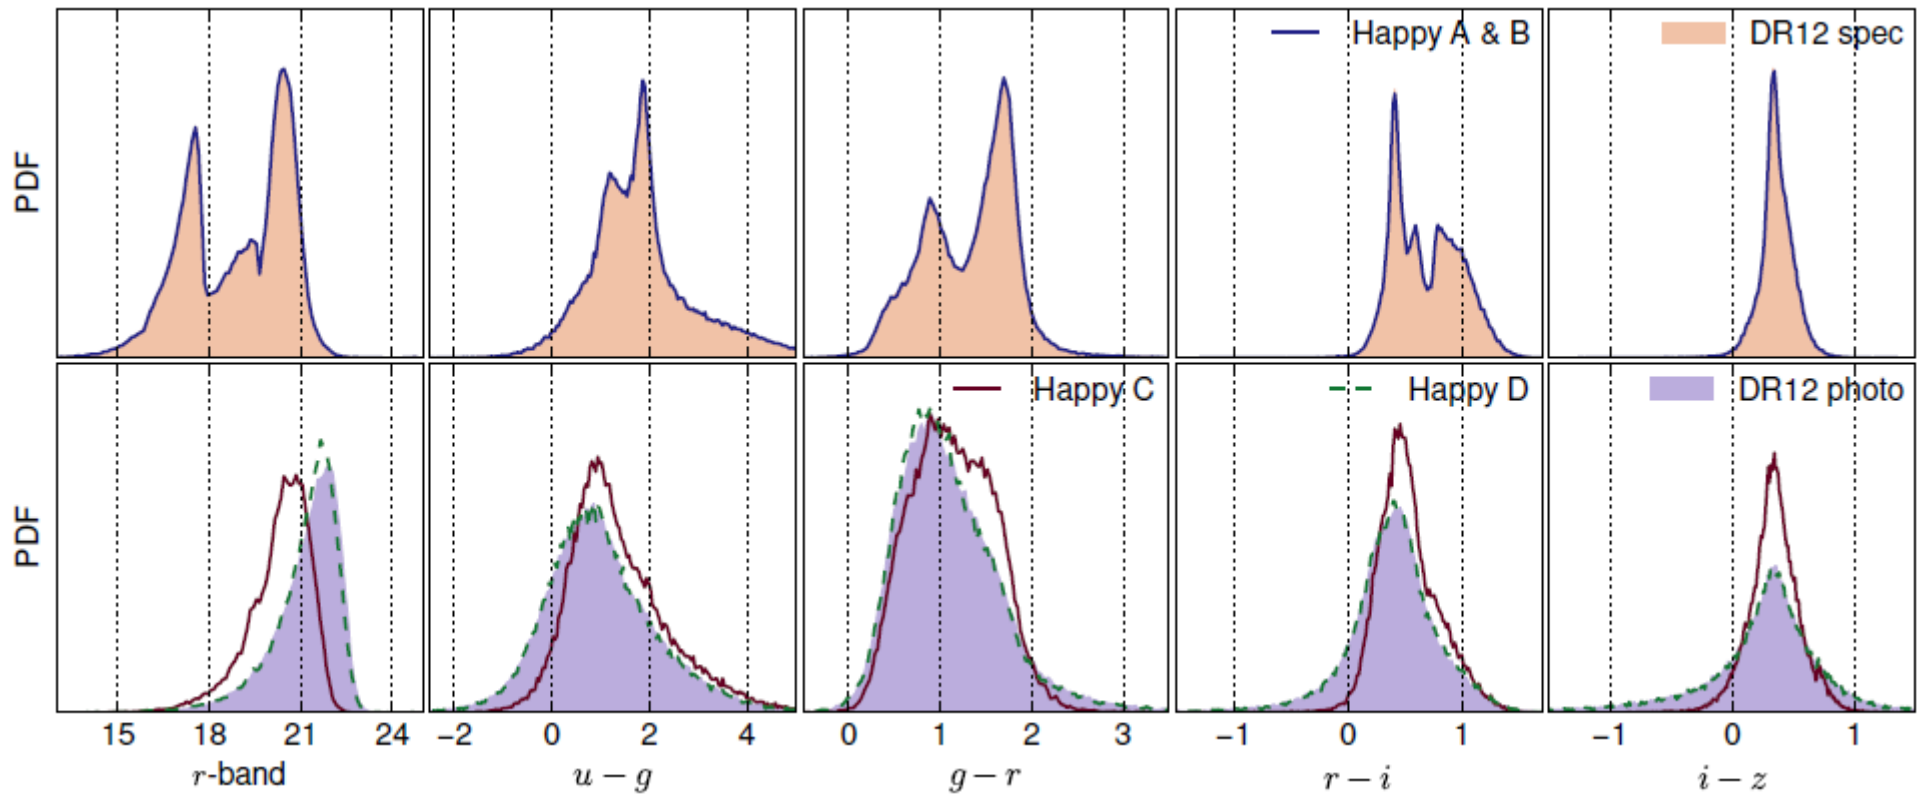 PDF
Happy A & B
DR12 spec
PDF
Happy C
Happy D
DR12 photo
15 18 21 24
−2 0 2 4
0 1 2 3
−1 0 1
−1 0 1
r-band
u − g
g − r
r − i
i − z